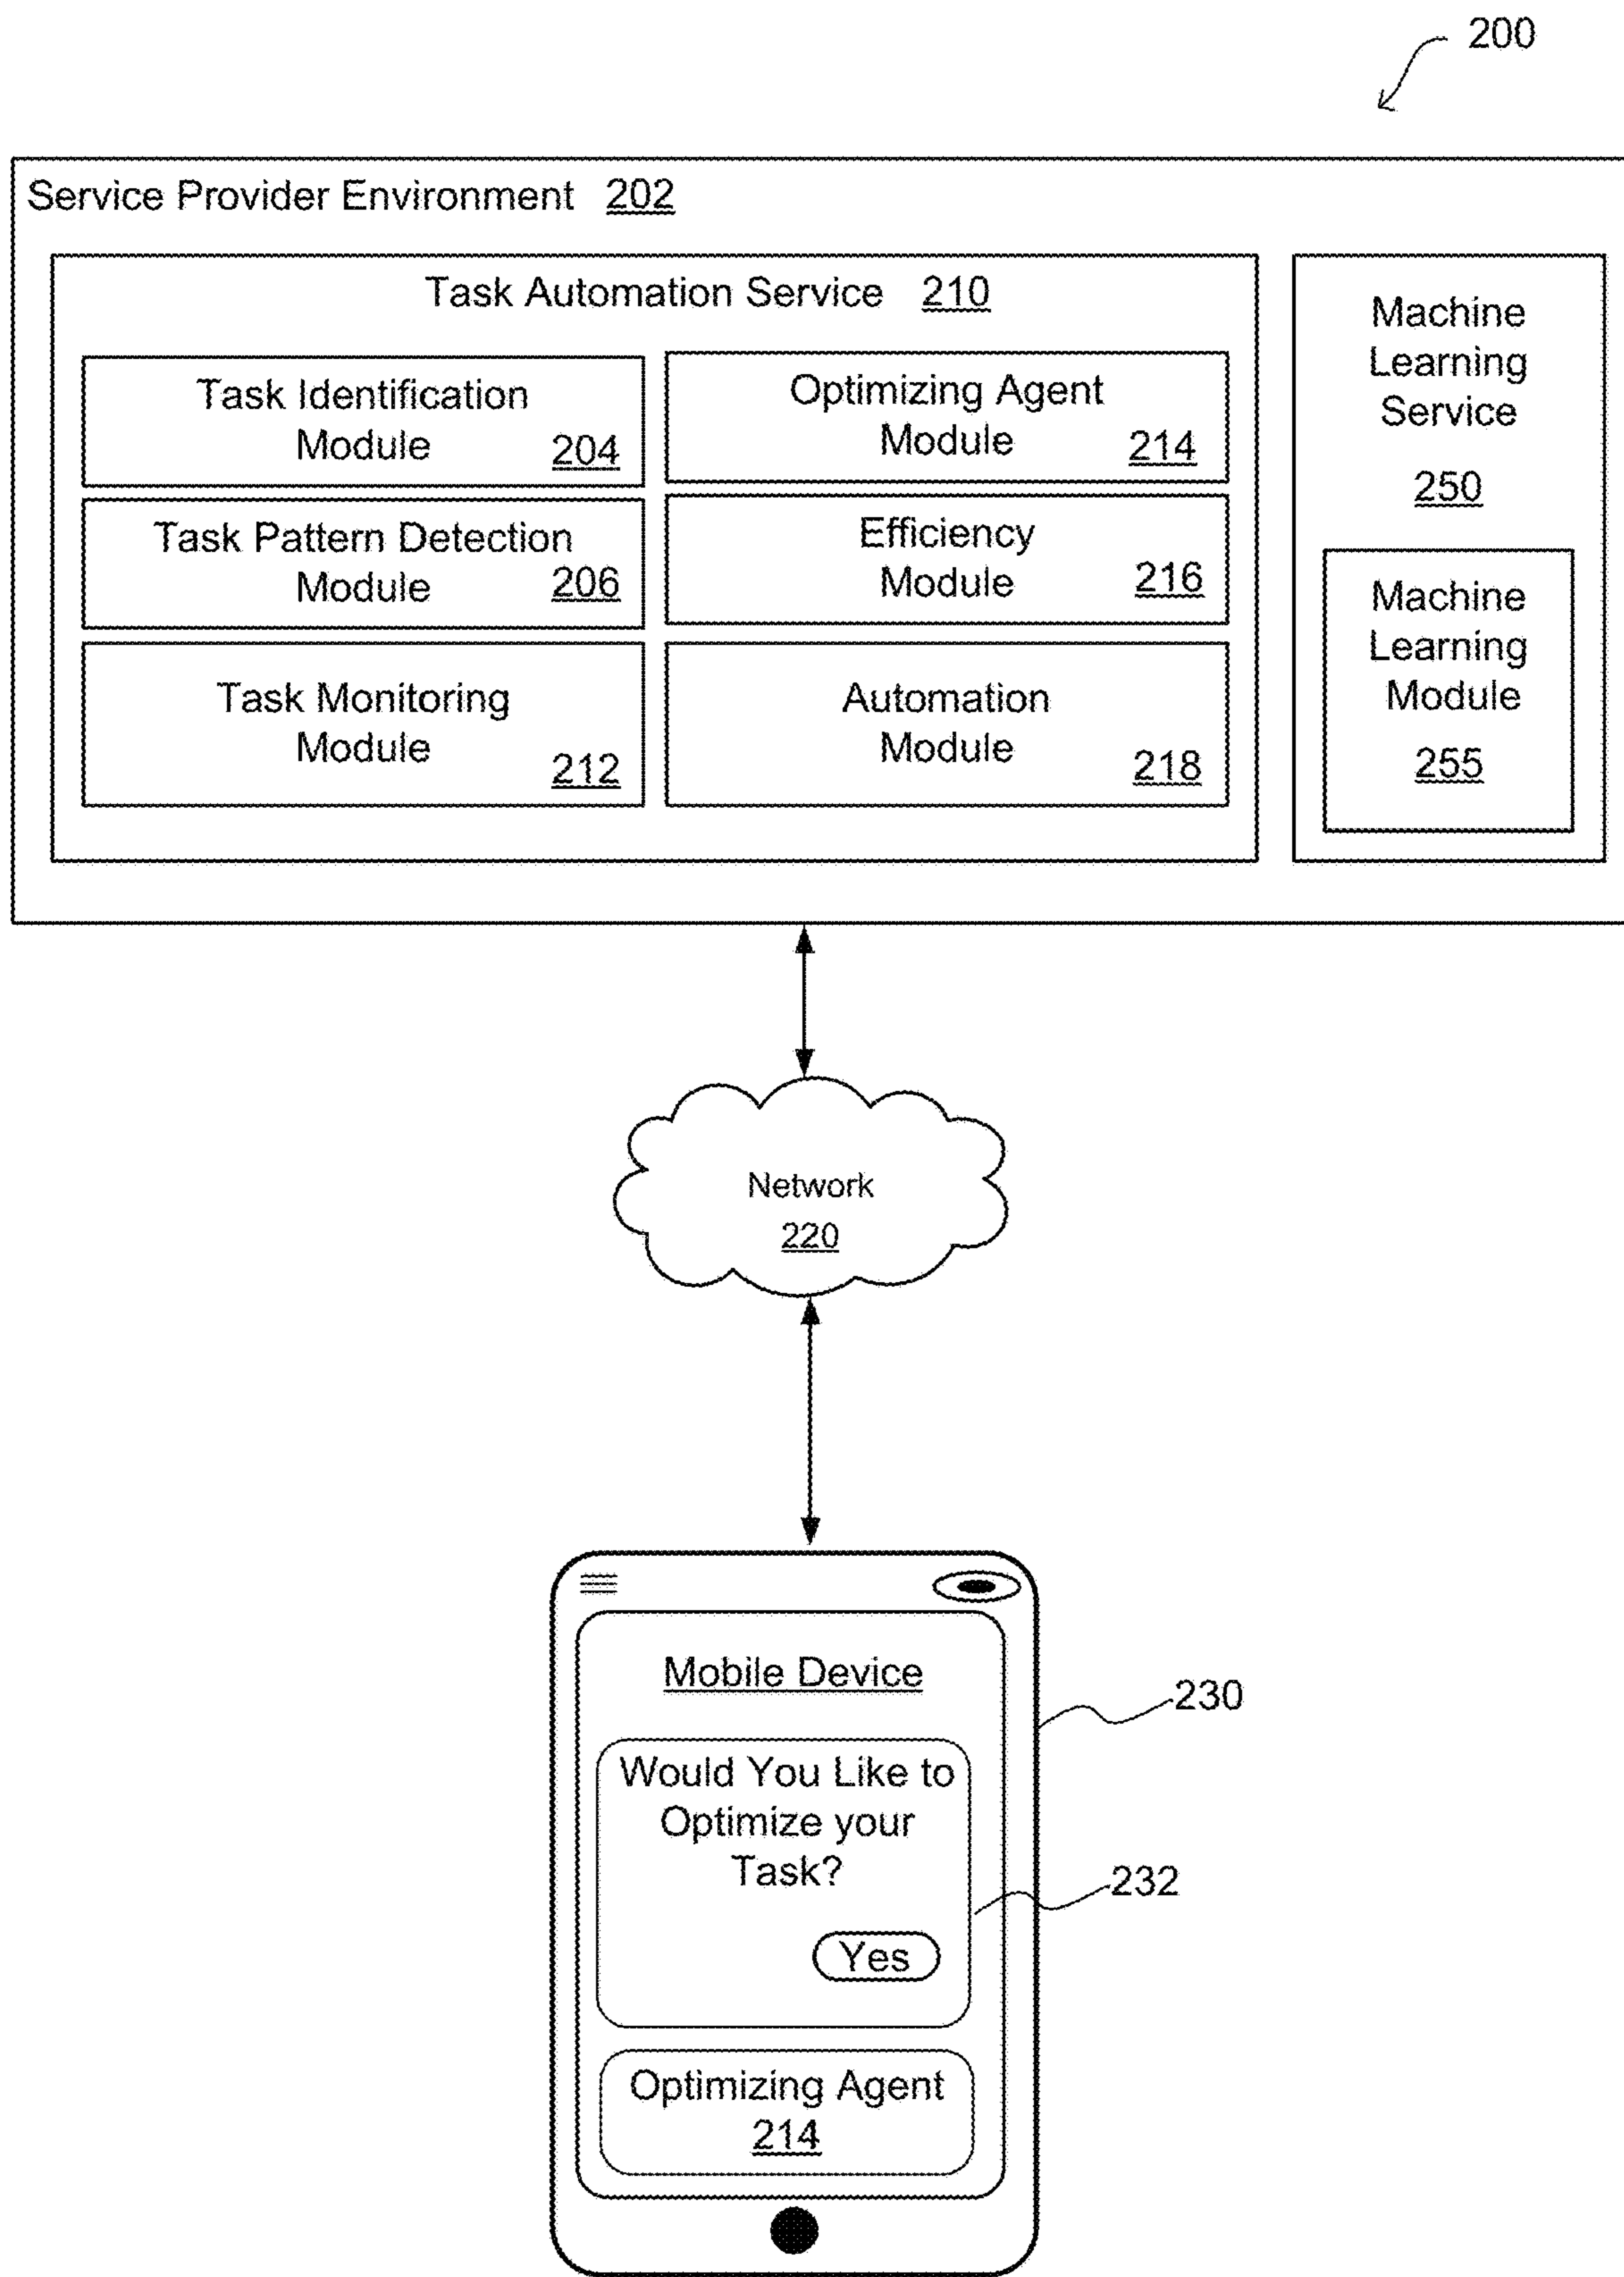 200
Service Provider Environment 202
Task Automation Service 210
Task Identification
Module 204
Task Pattern Detection
Module 206
Task Monitoring
Module 212
Optimizing Agent
Module 214
Efficiency
Module 216
Automation
Module 218
Machine
Learning
Service
250
Machine
Learning
Module
255
Network
220
Mobile Device
230
Would You Like to
Optimize your
Task?
232
Yes
Optimizing Agent
214